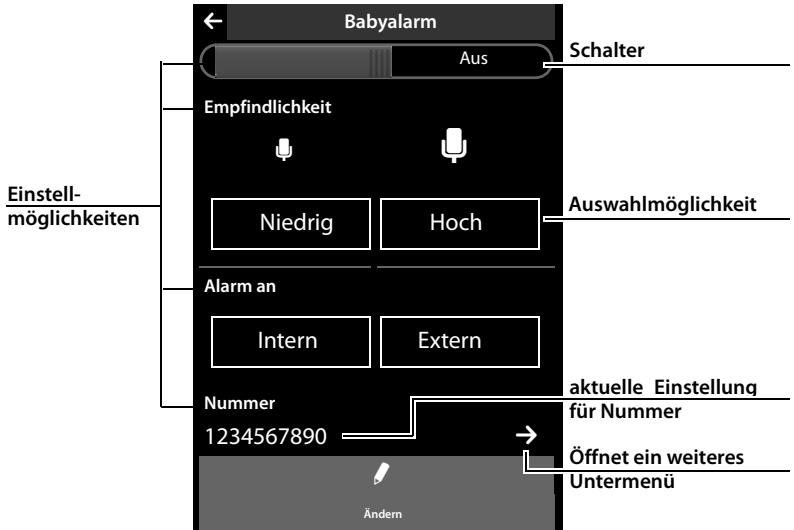 Babyalarm
Aus
Schalter
Empfindlichkeit
Einstell-
möglichkeiten
Niedrig
Hoch
Auswahlmöglichkeit
Alarm an
Intern
Extern
Nummer
1234567890
aktuelle Einstellung
für Nummer
Öffnet ein weiteres
Untermenü
Ändern